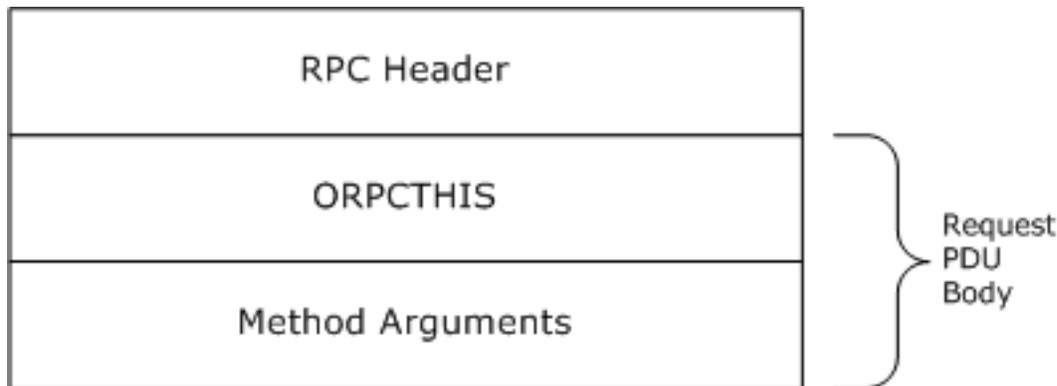 RPC Header
ORPCTHIS
Method Arguments
Request
PDU
Body